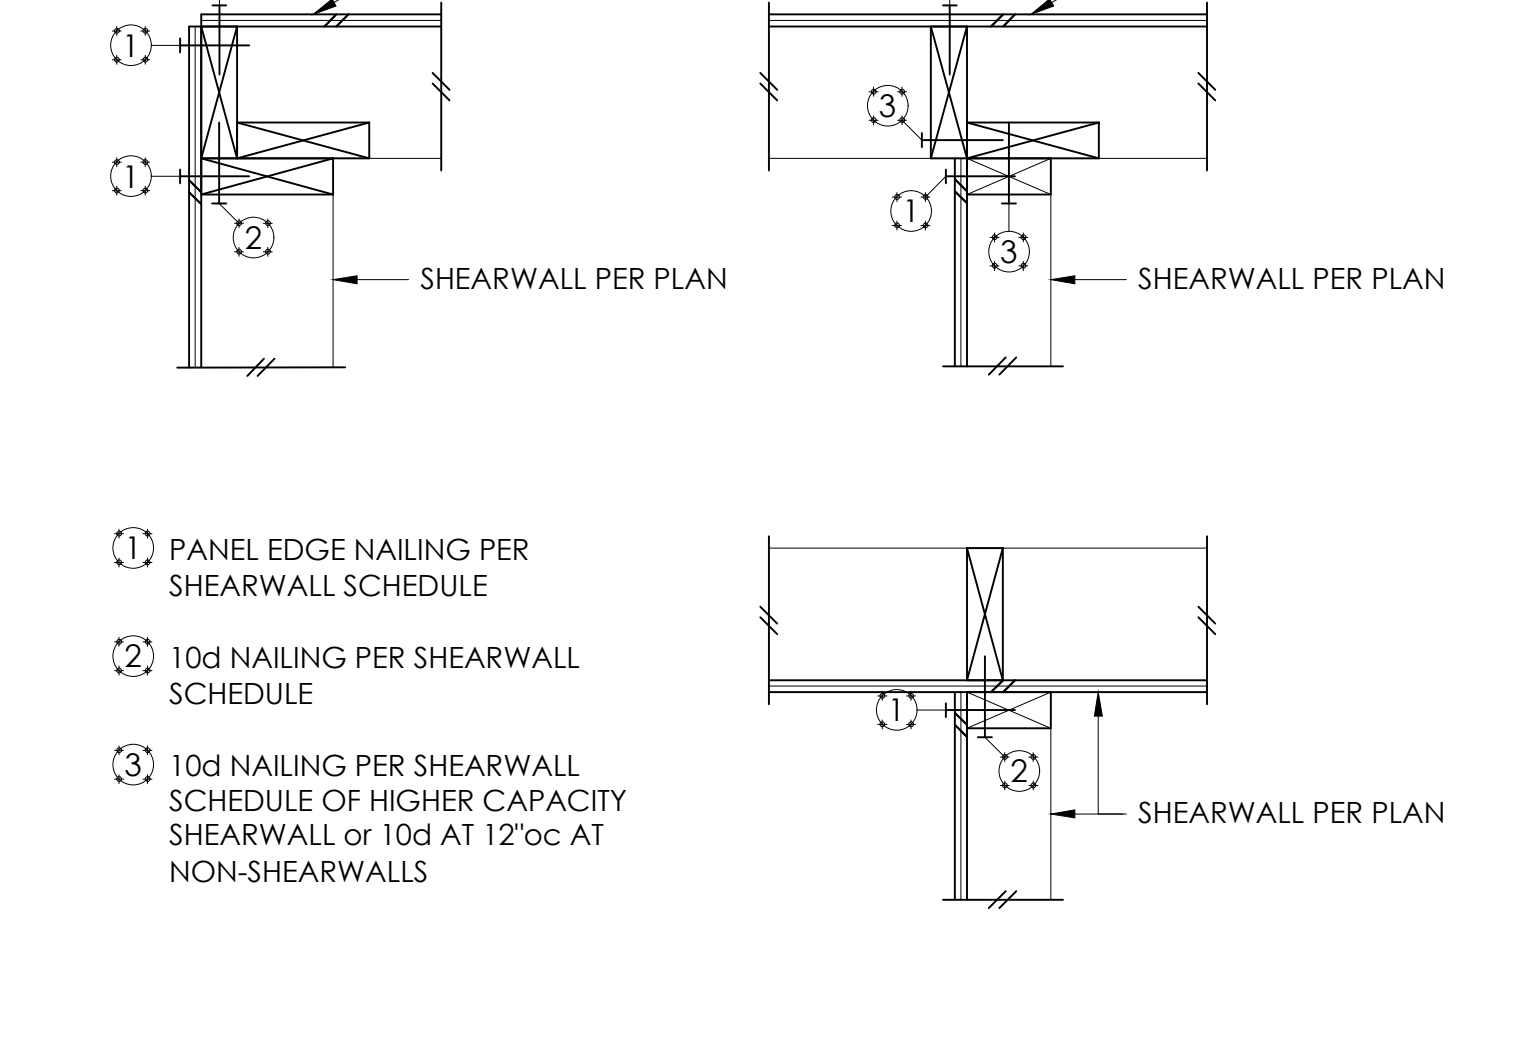 1
3
1
1
2
3
SHEARWALL PER PLAN
SHEARWALL PER PLAN
1 PANEL EDGE NAILING PER
SHEARWALL SCHEDULE
2 10d NAILING PER SHEARWALL
SCHEDULE
3 10d NAILING PER SHEARWALL
SCHEDULE OF HIGHER CAPACITY
SHEARWALL or 10d AT 12"oc AT
NON-SHEARWALLS
1
2
SHEARWALL PER PLAN